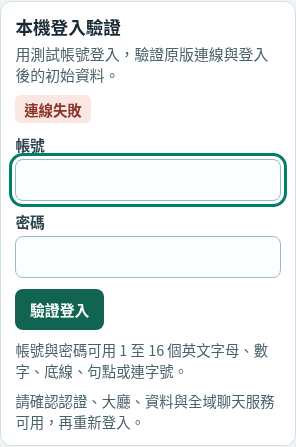 本機登入驗證
用測試帳號登入，驗證原版連線與登入
後的初始資料。
連線失敗
帳號
密碼
驗證登入
帳號與密碼可用 1 至 16 個英文字母、數
字、底線、句點或連字號。
請確認認證、大廳、資料與全域聊天服務
可用，再重新登入。